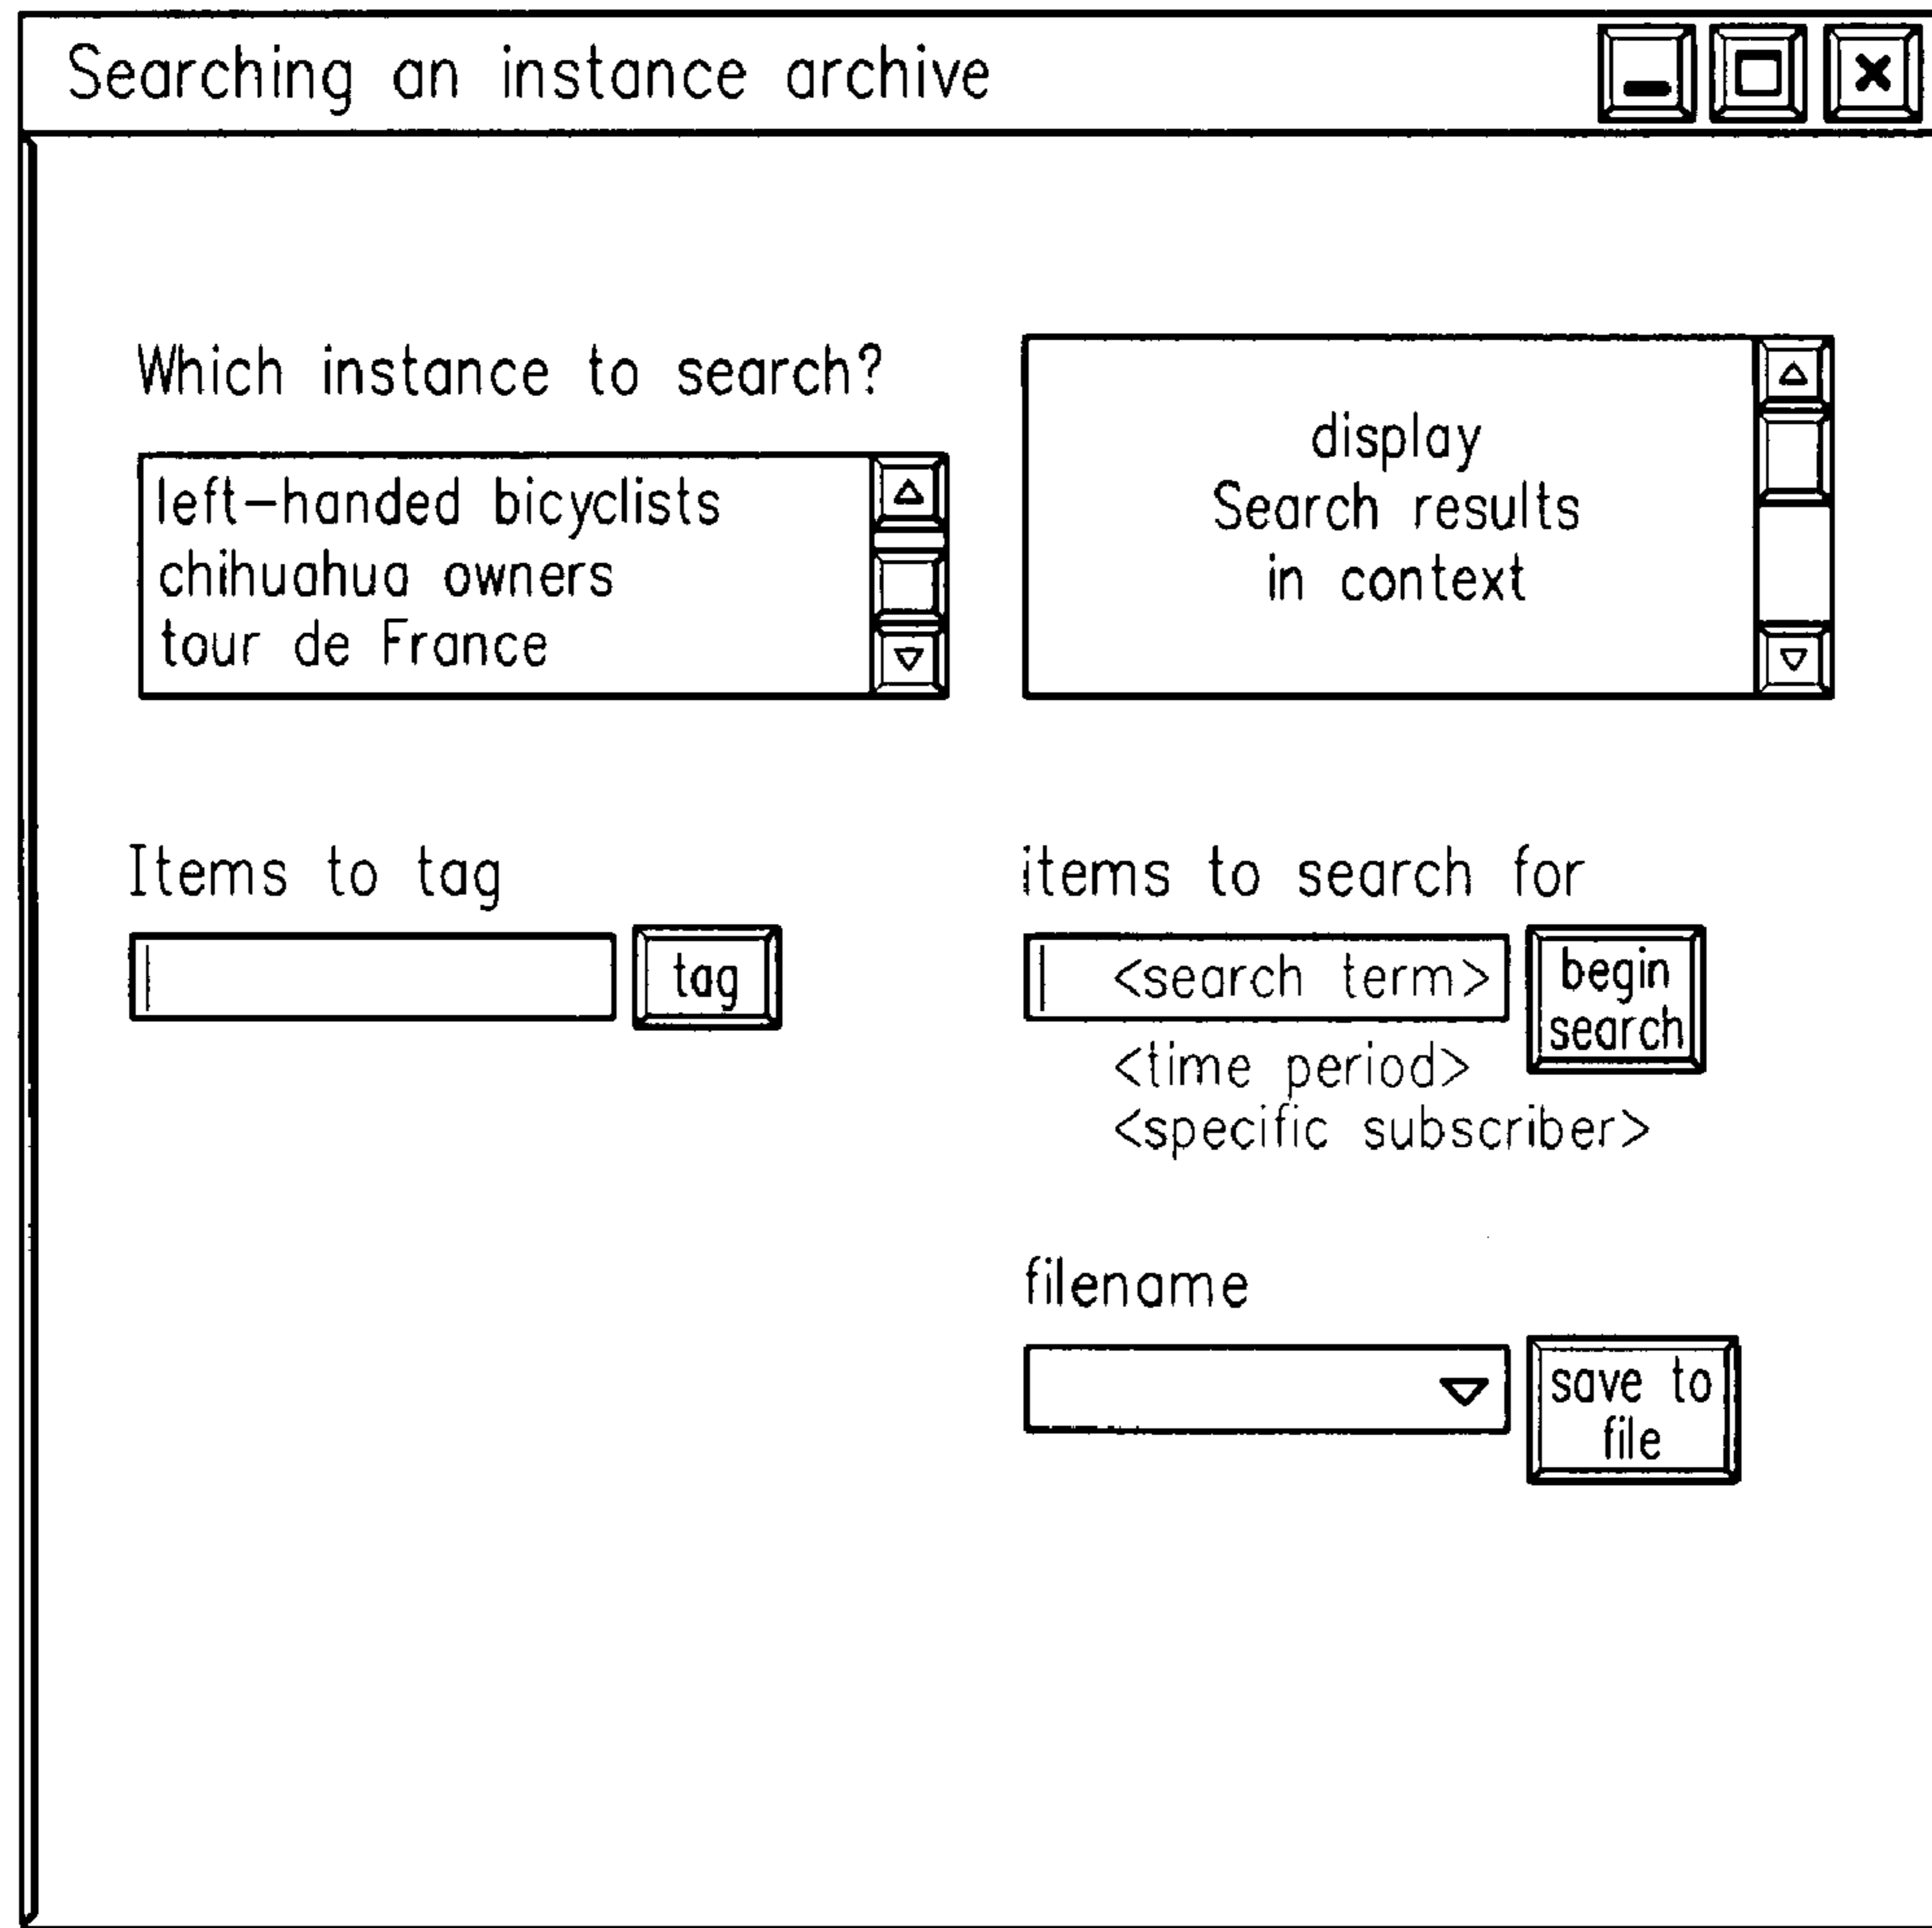 Searching an instance archive
Which instance to search?
left-handed bicyclists
chihuahua owners
tour de France
display
Search results
in context
Items to tag
tag
items to search for
<search term>
begin
search
<time period>
<specific subscriber>
filename
save to
file